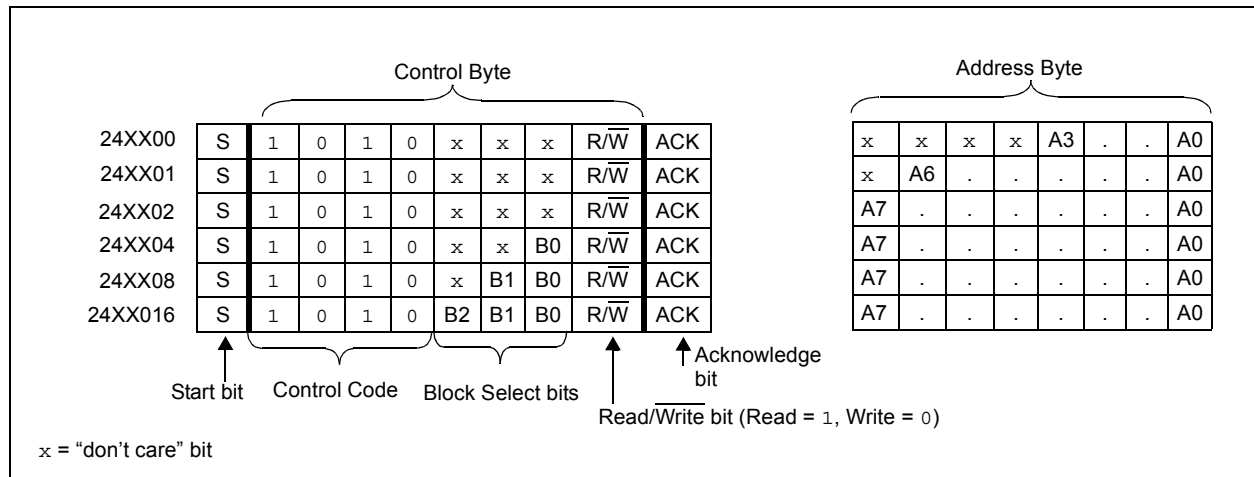 Control Byte Address Byte
24XX00 S 1 0 1 0 x x x R/W̅ ACK x x x x A3 . . A0
24XX01 S 1 0 1 0 x x x R/W̅ ACK x A6 . . . . . A0
24XX02 S 1 0 1 0 x x x R/W̅ ACK A7 . . . . . . A0
24XX04 S 1 0 1 0 x x B0 R/W̅ ACK A7 . . . . . . A0
24XX08 S 1 0 1 0 x B1 B0 R/W̅ ACK A7 . . . . . . A0
24XX016 S 1 0 1 0 B2 B1 B0 R/W̅ ACK A7 . . . . . . A0
Start bit
Control Code
Block Select bits
Acknowledge
bit
Read/W̅r̅i̅t̅e̅ bit (Read = 1, Write = 0)
x = “don’t care” bit